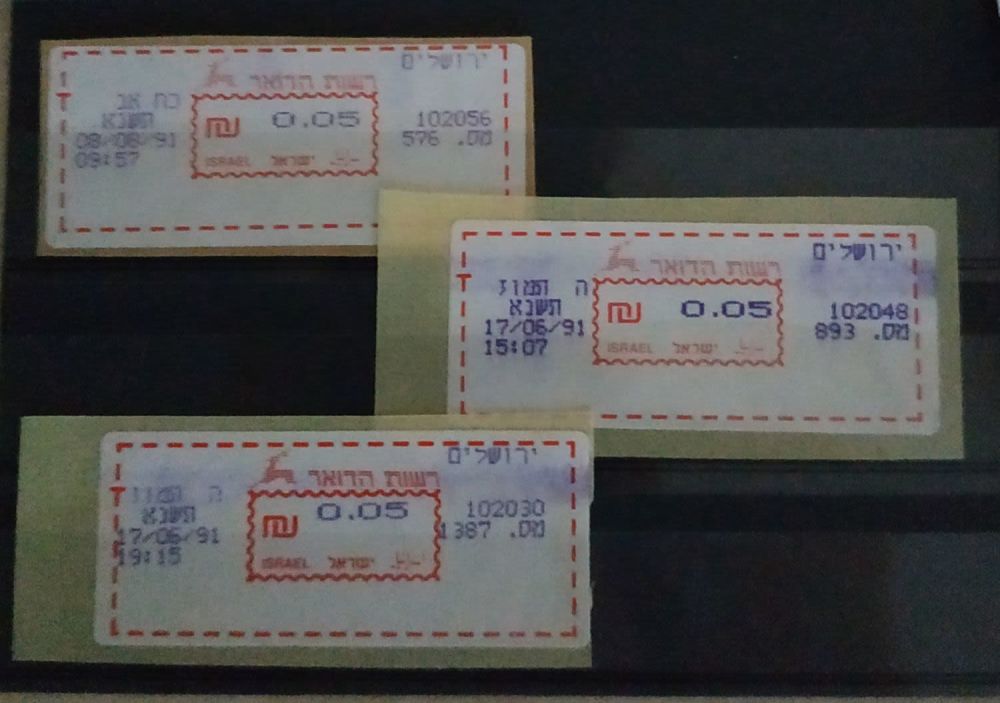 ירושלים
רשות הדואר
כח אב
תשנא
08/08/91
09:57
₪ 0.05
ISRAEL ישראל
102056
מס. 576
ירושלים
רשות הדואר
ה תמוז
תשנא
17/06/91
15:07
₪ 0.05
ISRAEL ישראל
102048
מס. 893
ירושלים
רשות הדואר
ה תמוז
תשנא
17/06/91
19:15
₪ 0.05
ISRAEL ישראל
102030
מס. 1387